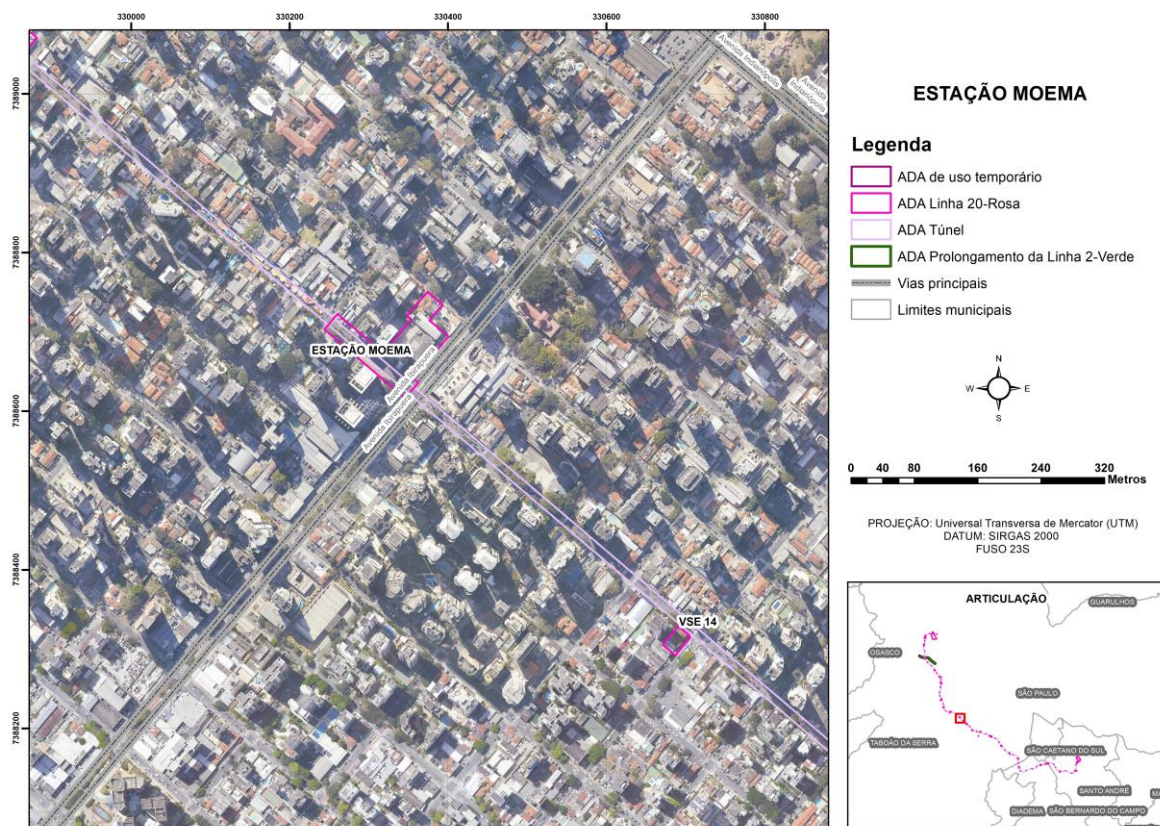 330000 330200 330400 330600 330800
7389000
7388800
7388600
7388400
7388200
Avenida Indianópolis
Avenida
Indianópolis
ESTAÇÃO MOEMA
Avenida Ibirapuera
Avenida Ibirapuera
VSE 14
ESTAÇÃO MOEMA
Legenda
ADA de uso temporário
ADA Linha 20-Rosa
ADA Túnel
ADA Prolongamento da Linha 2-Verde
Vias principais
Limites municipais
N
W E
S
0 40 80 160 240 320
Metros
PROJEÇÃO: Universal Transversa de Mercator (UTM)
DATUM: SIRGAS 2000
FUSO 23S
ARTICULAÇÃO
GUARULHOS
OSASCO
SÃO PAULO
TABOÃO DA SERRA
SÃO CAETANO DO SUL
SANTO ANDRÉ
MA
DIADEMA
SÃO BERNARDO DO CAMPO